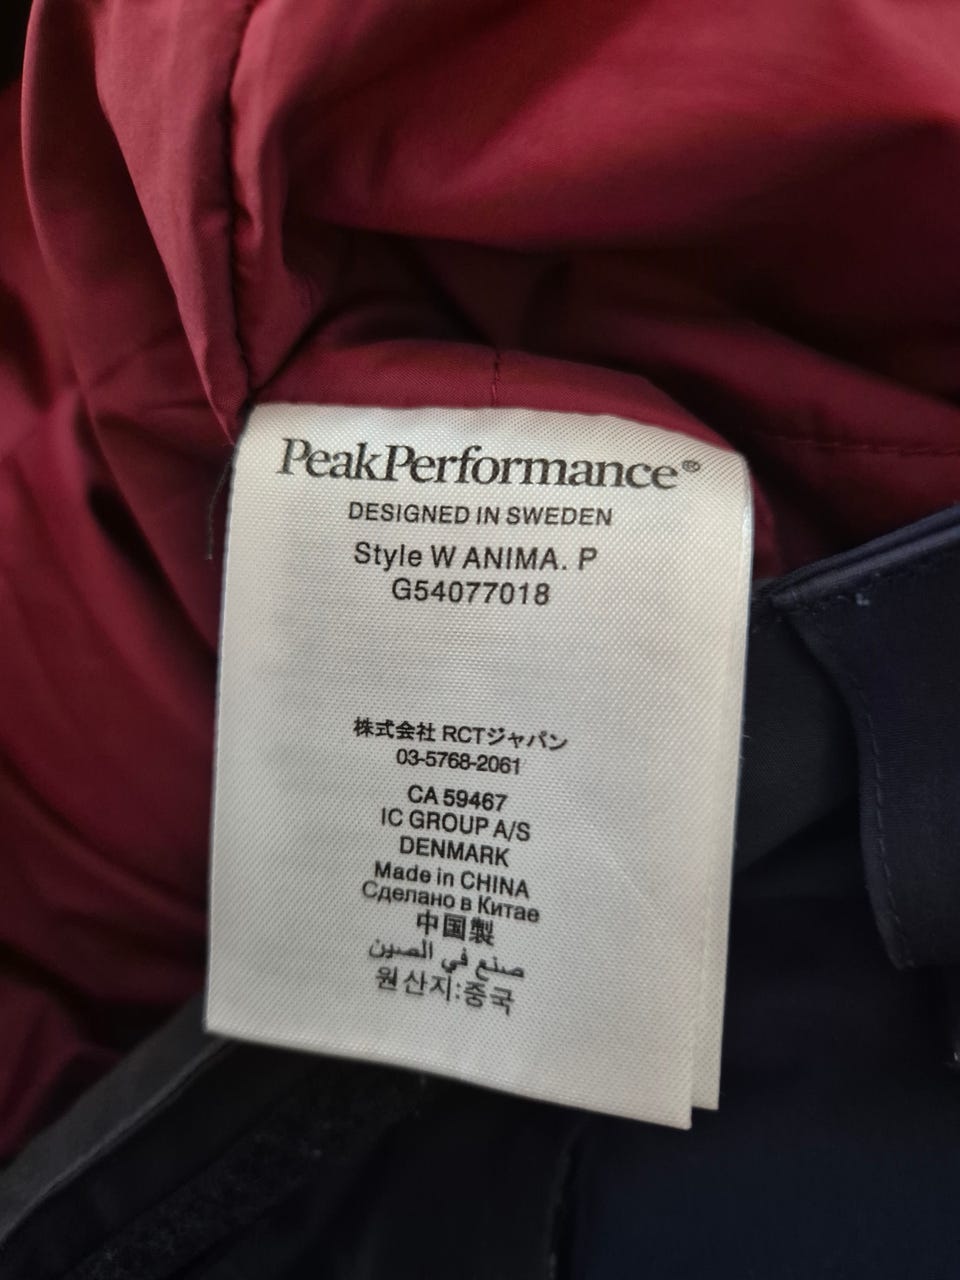 PeakPerformance®
DESIGNED IN SWEDEN
Style W ANIMA. P
G54077018
株式会社 RCTジャパン
03-5768-2061
CA 59467
IC GROUP A/S
DENMARK
Made in CHINA
Сделано в Китае
中国製
صنع في الصين
원산지:중국